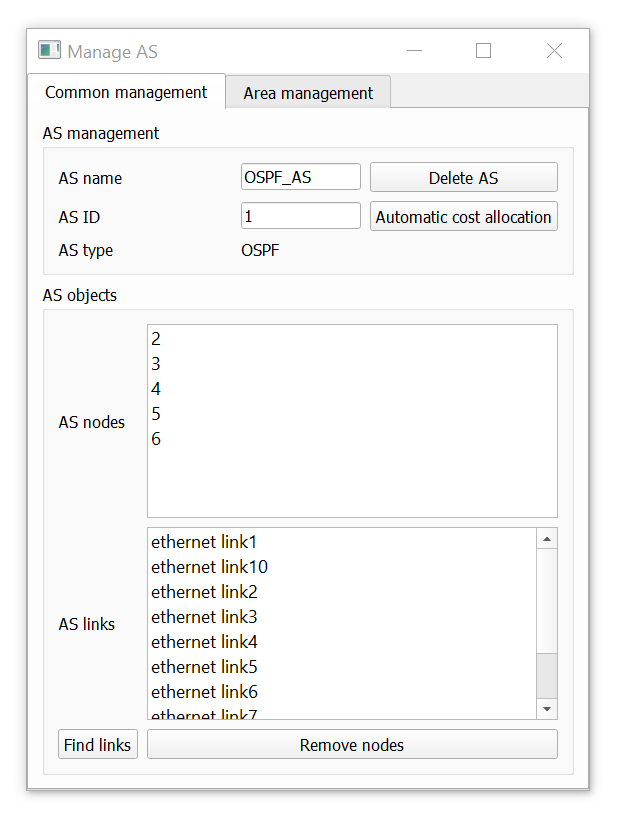 Manage AS
Common management
Area management
AS management
AS name
OSPF_AS
Delete AS
AS ID
1
Automatic cost allocation
AS type
OSPF
AS objects
AS nodes
2
3
4
5
6
AS links
ethernet link1
ethernet link10
ethernet link2
ethernet link3
ethernet link4
ethernet link5
ethernet link6
ethernet link7
Find links
Remove nodes